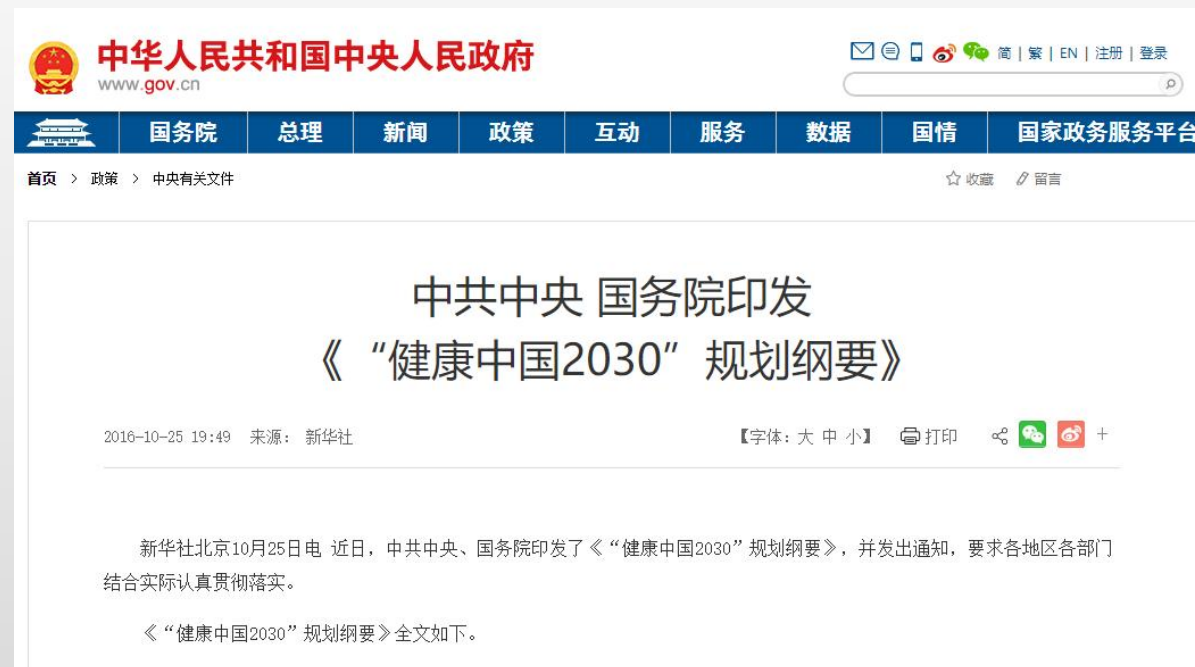 中华人民共和国中央人民政府
www.gov.cn
简 | 繁 | EN | 注册 | 登录
国务院 总理 新闻 政策 互动 服务 数据 国情 国家政务服务平台
首页 > 政策 > 中央有关文件
收藏 留言
中共中央 国务院印发
《“健康中国2030”规划纲要》
2016-10-25 19:49 来源： 新华社
【字体：大 中 小】 打印 +
新华社北京10月25日电 近日，中共中央、国务院印发了《“健康中国2030”规划纲要》，并发出通知，要求各地区各部门
结合实际认真贯彻落实。
《“健康中国2030”规划纲要》全文如下。